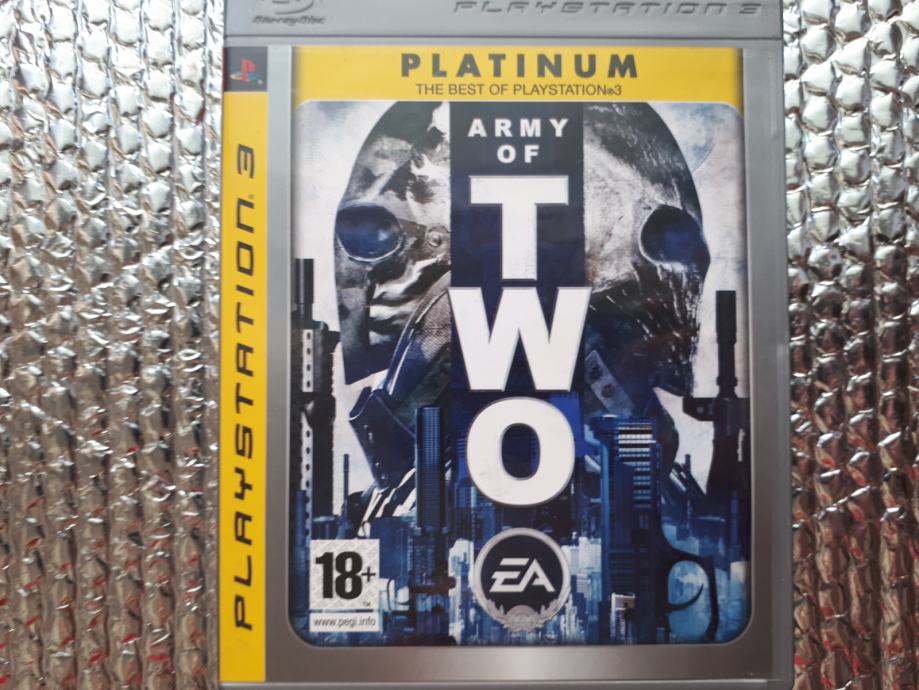 Blu-ray Disc
PLAYSTATION 3
PLATINUM
THE BEST OF PLAYSTATION®3
PLAYSTATION®3
ARMY
OF
TWO
18+
™
www.pegi.info
EA